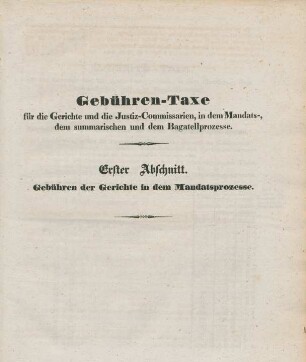 Gebühren-Taxe
für die Gerichte und die Justiz-Commissarien, in dem Mandats-,
dem summarischen und dem Bagatellprozesse.
Erster Abschnitt.
Gebühren der Gerichte in dem Mandatsprozesse.